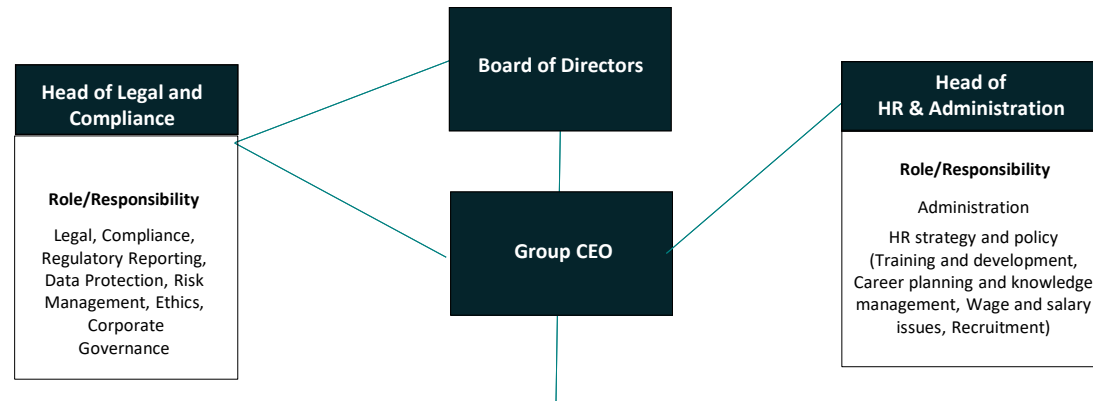 Board of Directors
Head of Legal and
Compliance
Role/Responsibility
Legal, Compliance,
Regulatory Reporting,
Data Protection, Risk
Management, Ethics,
Corporate
Governance
Group CEO
Head of
HR & Administration
Role/Responsibility
Administration
HR strategy and policy
(Training and development,
Career planning and knowledge
management, Wage and salary
issues, Recruitment)